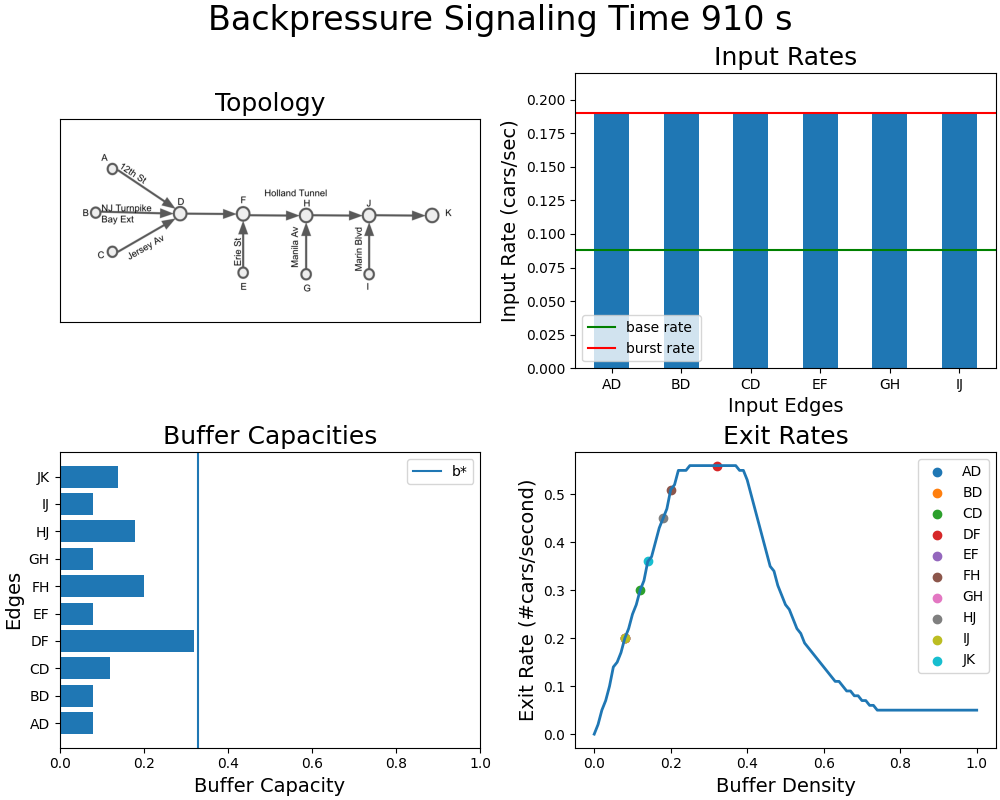 Backpressure Signaling Time 910 s
Topology
A
12th St
B
NJ Turnpike
Bay Ext
C
Jersey Av
D
F
Holland Tunnel
H
J
K
Erie St
Manila Av
Marin Blvd
E
G
I
Input Rates
Input Rate (cars/sec)
0.200
0.175
0.150
0.125
0.100
0.075
0.050
0.025
0.000
base rate
burst rate
AD BD CD EF GH IJ
Input Edges
Buffer Capacities
Edges
JK
IJ
HJ
GH
FH
EF
DF
CD
BD
AD
b*
0.0 0.2 0.4 0.6 0.8 1.0
Buffer Capacity
Exit Rates
Exit Rate (#cars/second)
0.5
0.4
0.3
0.2
0.1
0.0
AD
BD
CD
DF
EF
FH
GH
HJ
IJ
JK
0.0 0.2 0.4 0.6 0.8 1.0
Buffer Density